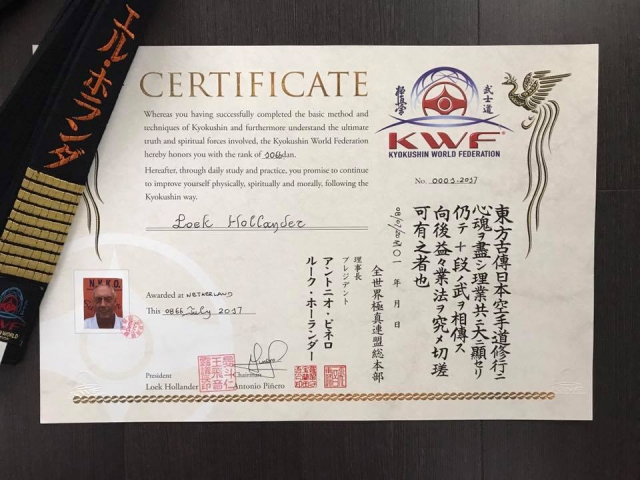 エル・ホランダ
KWF
CERTIFICATE
Whereas you having successfully completed the basic method and
techniques of Kyokushin and furthermore understand the ultimate
truth and spiritual forces involved, the Kyokushin World Federation
hereby honors you with the rank of dan.
Hereafter, through daily study and practice, you promise to
continue to improve yourself physically, spiritually and morally, following the
Kyokushin way.
Loek Hollander
極真会
武士道
KWF
KYOKUSHIN WORLD FEDERATION
No. 0001-2017
東方古傳日本空手道修行ニ
心魂ヲ盡シ理業共ニ大ニ顯セリ
仍テ十段ノ武ヲ相傳ス
向後益々業法ヲ究メ切瑳
可有之者也
年 月 日
全世界極真連盟総本部
理事長
プレジデント
アントニオ・ピネロ
ルーク・ホーランダー
N.K.K.O.
Awarded at NETHERLAND
This July 2017
President
Loek Hollander
Chairman
Antonio Piñero